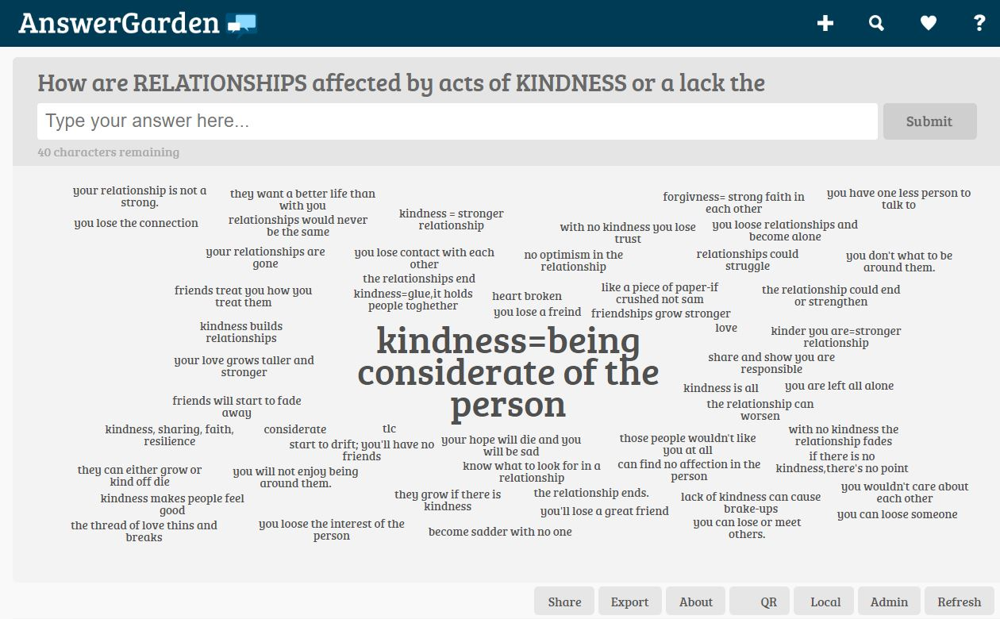 AnswerGarden
How are RELATIONSHIPS affected by acts of KINDNESS or a lack the
Type your answer here...
Submit
40 characters remaining
your relationship is not a
strong.
they want a better life than
with you
forgivness= strong faith in
each other
you have one less person to
talk to
you lose the connection
relationships would never
be the same
kindness = stronger
relationship
with no kindness you lose
trust
you loose relationships and
become alone
your relationships are
gone
you lose contact with each
other
no optimism in the
relationship
relationships could
struggle
you don't what to be
around them.
the relationships end
friends treat you how you
treat them
kindness=glue,it holds
people toghether
heart broken
like a piece of paper-if
crushed not sam
the relationship could end
or strengthen
you lose a freind
friendships grow stronger
kindness builds
relationships
love
kinder you are=stronger
relationship
kindness=being
considerate of the
person
your love grows taller and
stronger
share and show you are
responsible
kindness is all
you are left all alone
friends will start to fade
away
the relationship can
worsen
kindness, sharing, faith,
resilience
considerate
tlc
with no kindness the
relationship fades
start to drift; you'll have no
friends
your hope will die and you
will be sad
those people wouldn't like
you at all
if there is no
kindness,there's no point
they can either grow or
kind off die
you will not enjoy being
around them.
know what to look for in a
relationship
can find no affection in the
person
you wouldn't care about
each other
kindness makes people feel
good
they grow if there is
kindness
the relationship ends.
lack of kindness can cause
brake-ups
you'll lose a great friend
you can loose someone
the thread of love thins and
breaks
you loose the interest of the
person
become sadder with no one
you can lose or meet
others.
Share
Export
About
QR
Local
Admin
Refresh